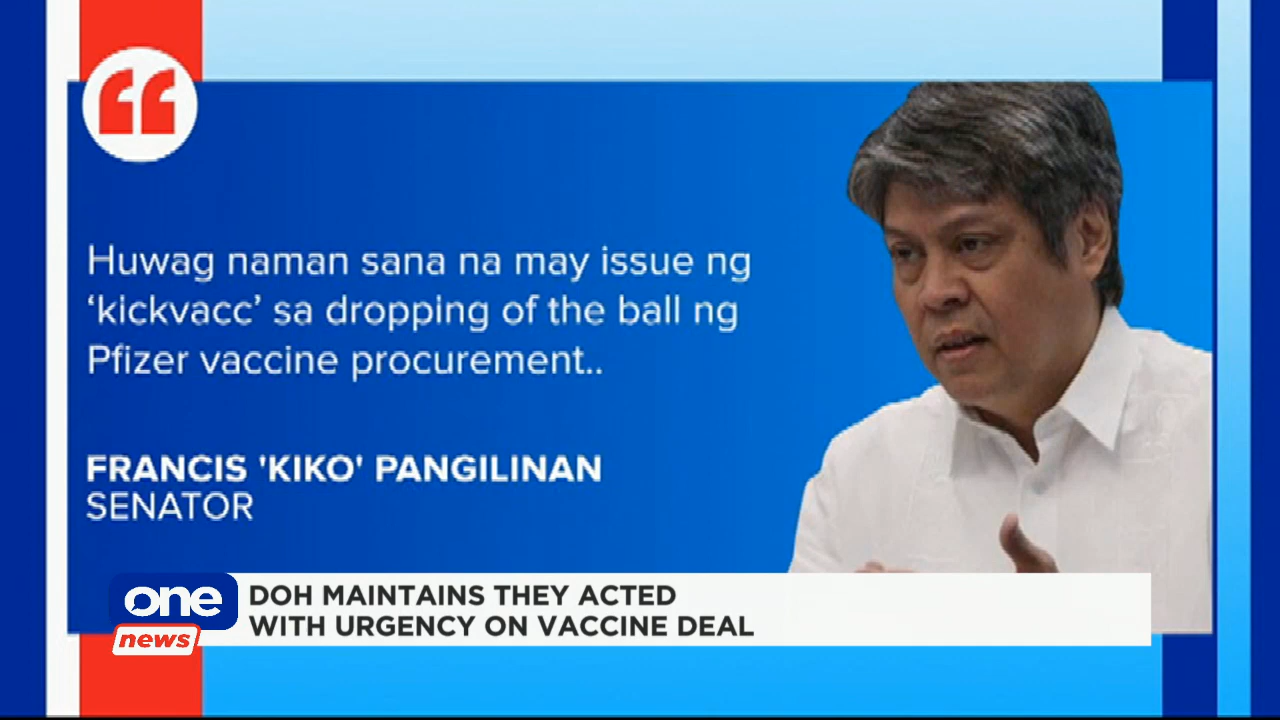 Huwag naman sana na may issue ng
‘kickvacc’ sa dropping of the ball ng
Pfizer vaccine procurement..
FRANCIS 'KIKO' PANGILINAN
SENATOR
one
news
DOH MAINTAINS THEY ACTED
WITH URGENCY ON VACCINE DEAL